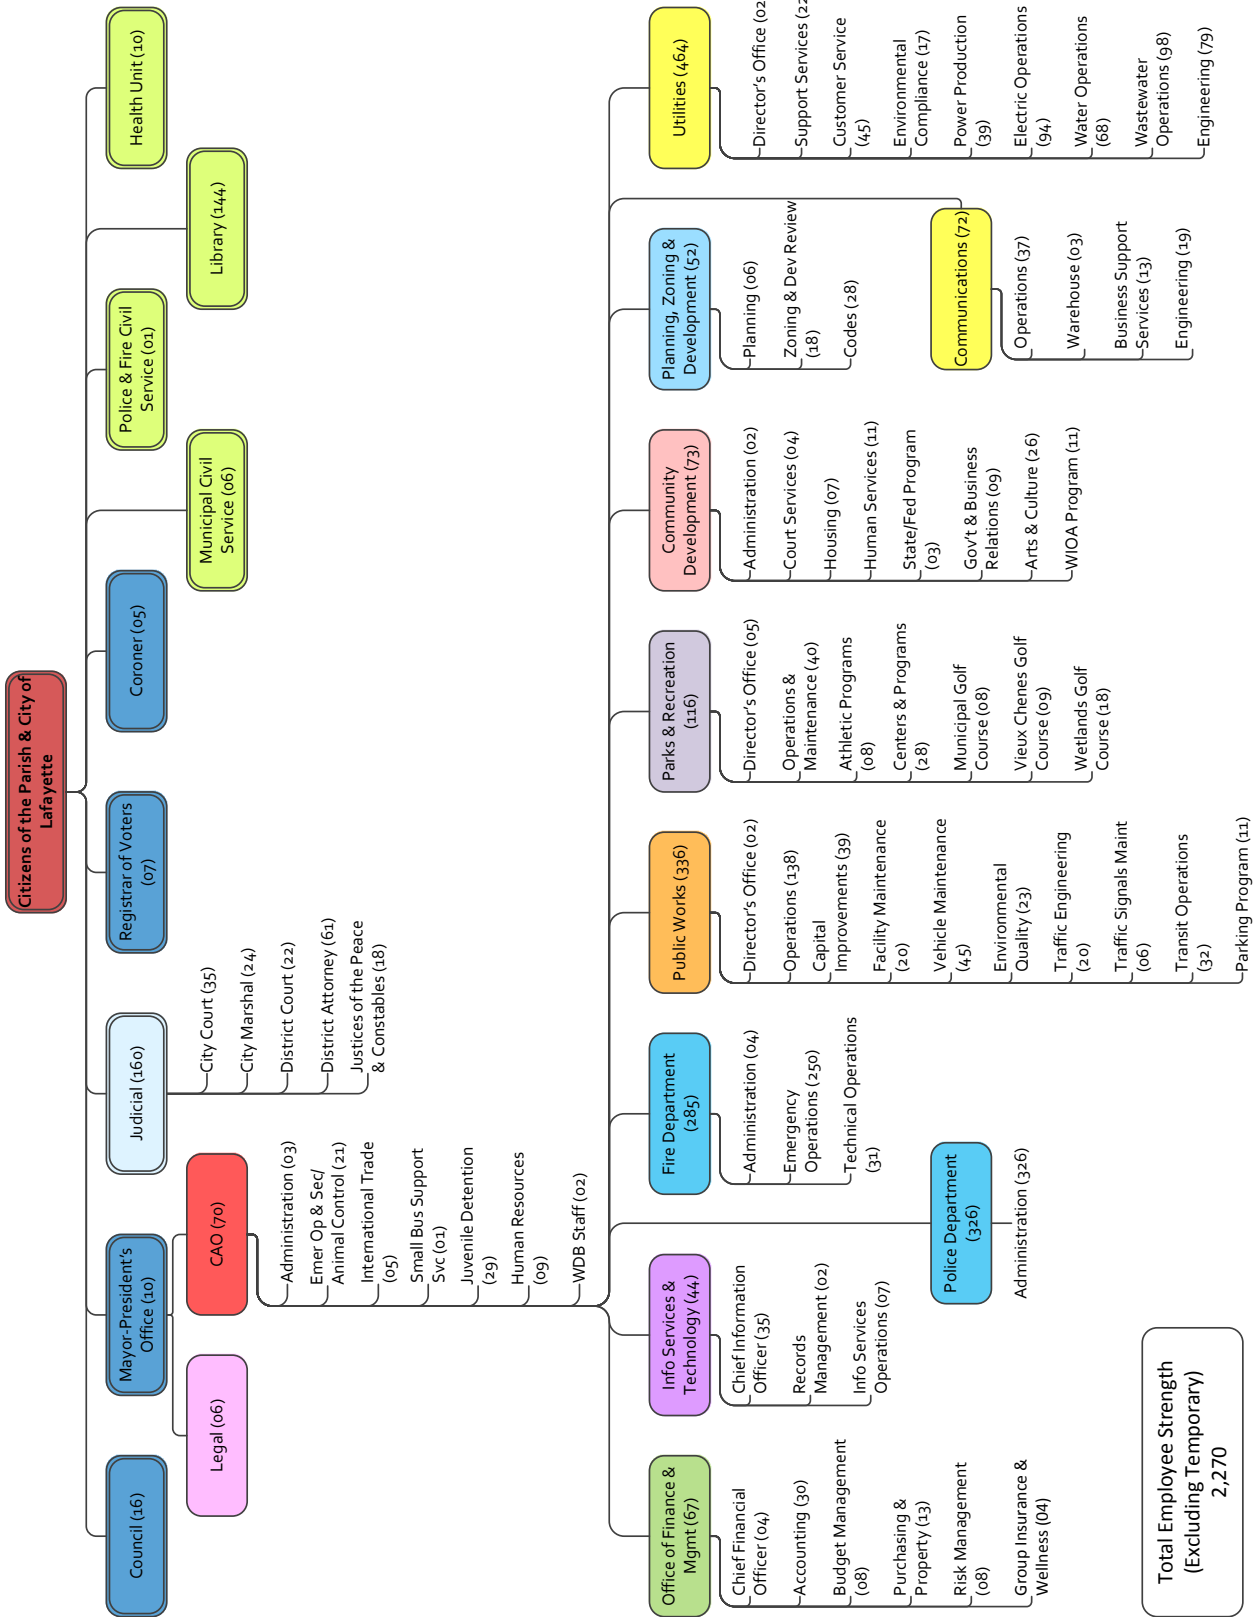 Citizens of the Parish & City of
Lafayette
Council (16)
Mayor-President's
Office (10)
Judicial (160)
Registrar of Voters
(07)
Coroner (05)
Police & Fire Civil
Service (01)
Health Unit (10)
Legal (06)
CAO (70)
Municipal Civil
Service (06)
Library (144)
City Court (35)
City Marshal (24)
District Court (22)
District Attorney (61)
Justices of the Peace
& Constables (18)
Administration (03)
Emer Op & Sec/
Animal Control (21)
International Trade
(05)
Small Bus Support
Svc (01)
Juvenile Detention
(29)
Human Resources
(09)
WDB Staff (02)
Office of Finance &
Mgmt (67)
Chief Financial
Officer (04)
Accounting (30)
Budget Management
(08)
Purchasing &
Property (13)
Risk Management
(08)
Group Insurance &
Wellness (04)
Info Services &
Technology (44)
Chief Information
Officer (35)
Records
Management (02)
Info Services
Operations (07)
Police Department
(326)
Administration (326)
Fire Department
(285)
Administration (04)
Emergency
Operations (250)
Technical Operations
(31)
Public Works (336)
Director's Office (02)
Operations (138)
Capital
Improvements (39)
Facility Maintenance
(20)
Vehicle Maintenance
(45)
Environmental
Quality (23)
Traffic Engineering
(20)
Traffic Signals Maint
(06)
Transit Operations
(32)
Parking Program (11)
Parks & Recreation
(116)
Director's Office (05)
Operations &
Maintenance (40)
Athletic Programs
(08)
Centers & Programs
(28)
Municipal Golf
Course (08)
Vieux Chenes Golf
Course (09)
Wetlands Golf
Course (18)
Community
Development (73)
Administration (02)
Court Services (04)
Housing (07)
Human Services (11)
State/Fed Program
(03)
Gov't & Business
Relations (09)
Arts & Culture (26)
WIOA Program (11)
Planning, Zoning &
Development (52)
Planning (06)
Zoning & Dev Review
(18)
Codes (28)
Communications (72)
Operations (37)
Warehouse (03)
Business Support
Services (13)
Engineering (19)
Utilities (464)
Director's Office (02
Support Services (22
Customer Service
(45)
Environmental
Compliance (17)
Power Production
(39)
Electric Operations
(94)
Water Operations
(68)
Wastewater
Operations (98)
Engineering (79)
Total Employee Strength
(Excluding Temporary)
2,270